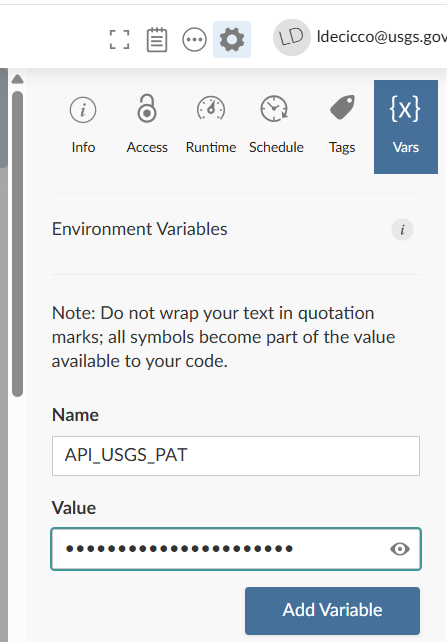 LD ldecicco@usgs.gov
i
Info Access Runtime Schedule Tags {x} Vars
Environment Variables i
Note: Do not wrap your text in quotation
marks; all symbols become part of the value
available to your code.
Name
API_USGS_PAT
Value
••••••••••••••••••••••
Add Variable